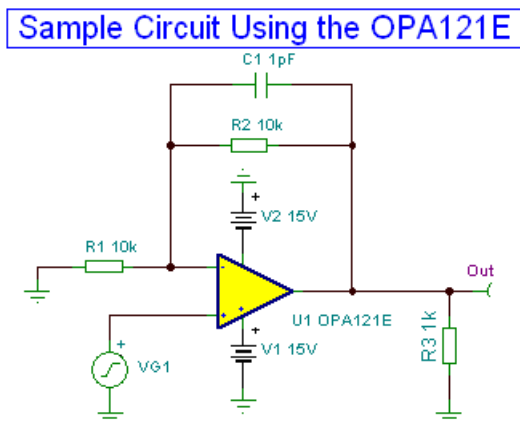 Sample Circuit Using the OPA121E
C1 1pF
R2 10k
+
V2 15V
R1 10k
-
+
+
U1 OPA121E
Out
R3 1k
+
V1 15V
+
VG1